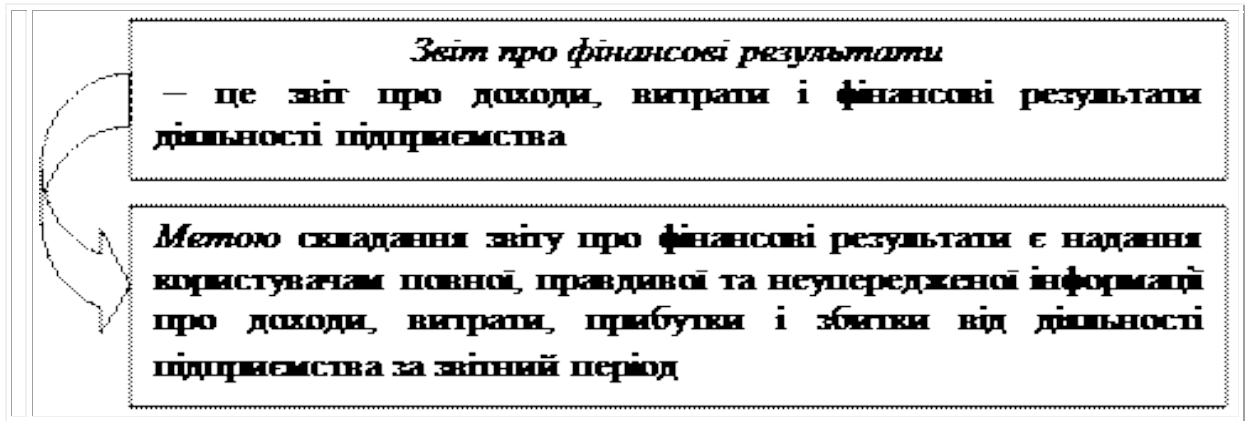 Звіт про фінансові результати
– це звіт про доходи, витрати і фінансові результати
діяльності підприємства
Метою складання звіту про фінансові результати є надання
користувачам повної, правдивої та неупередженої інформації
про доходи, витрати, прибутки і збитки від діяльності
підприємства за звітний період